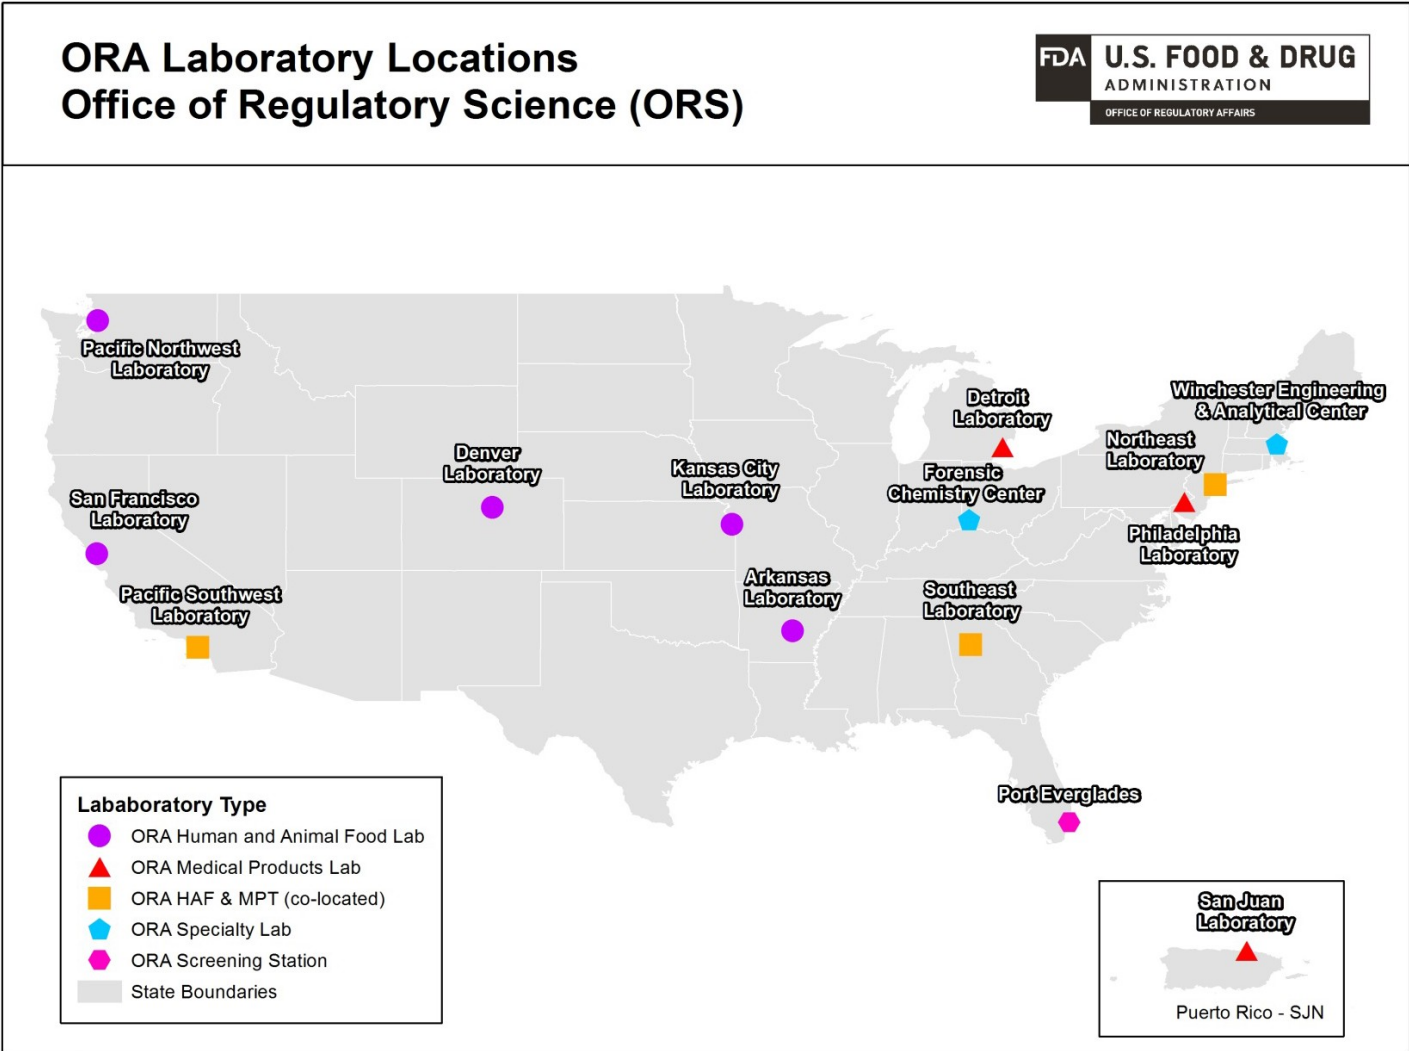 ORA Laboratory Locations
Office of Regulatory Science (ORS)
FDA
U.S. FOOD & DRUG
ADMINISTRATION
OFFICE OF REGULATORY AFFAIRS
Pacific Northwest
Laboratory
San Francisco
Laboratory
Pacific Southwest
Laboratory
Denver
Laboratory
Kansas City
Laboratory
Arkansas
Laboratory
Detroit
Laboratory
Forensic
Chemistry Center
Southeast
Laboratory
Winchester Engineering
& Analytical Center
Northeast
Laboratory
Philadelphia
Laboratory
Port Everglades
Lababoratory Type
ORA Human and Animal Food Lab
ORA Medical Products Lab
ORA HAF & MPT (co-located)
ORA Specialty Lab
ORA Screening Station
State Boundaries
San Juan
Laboratory
Puerto Rico - SJN